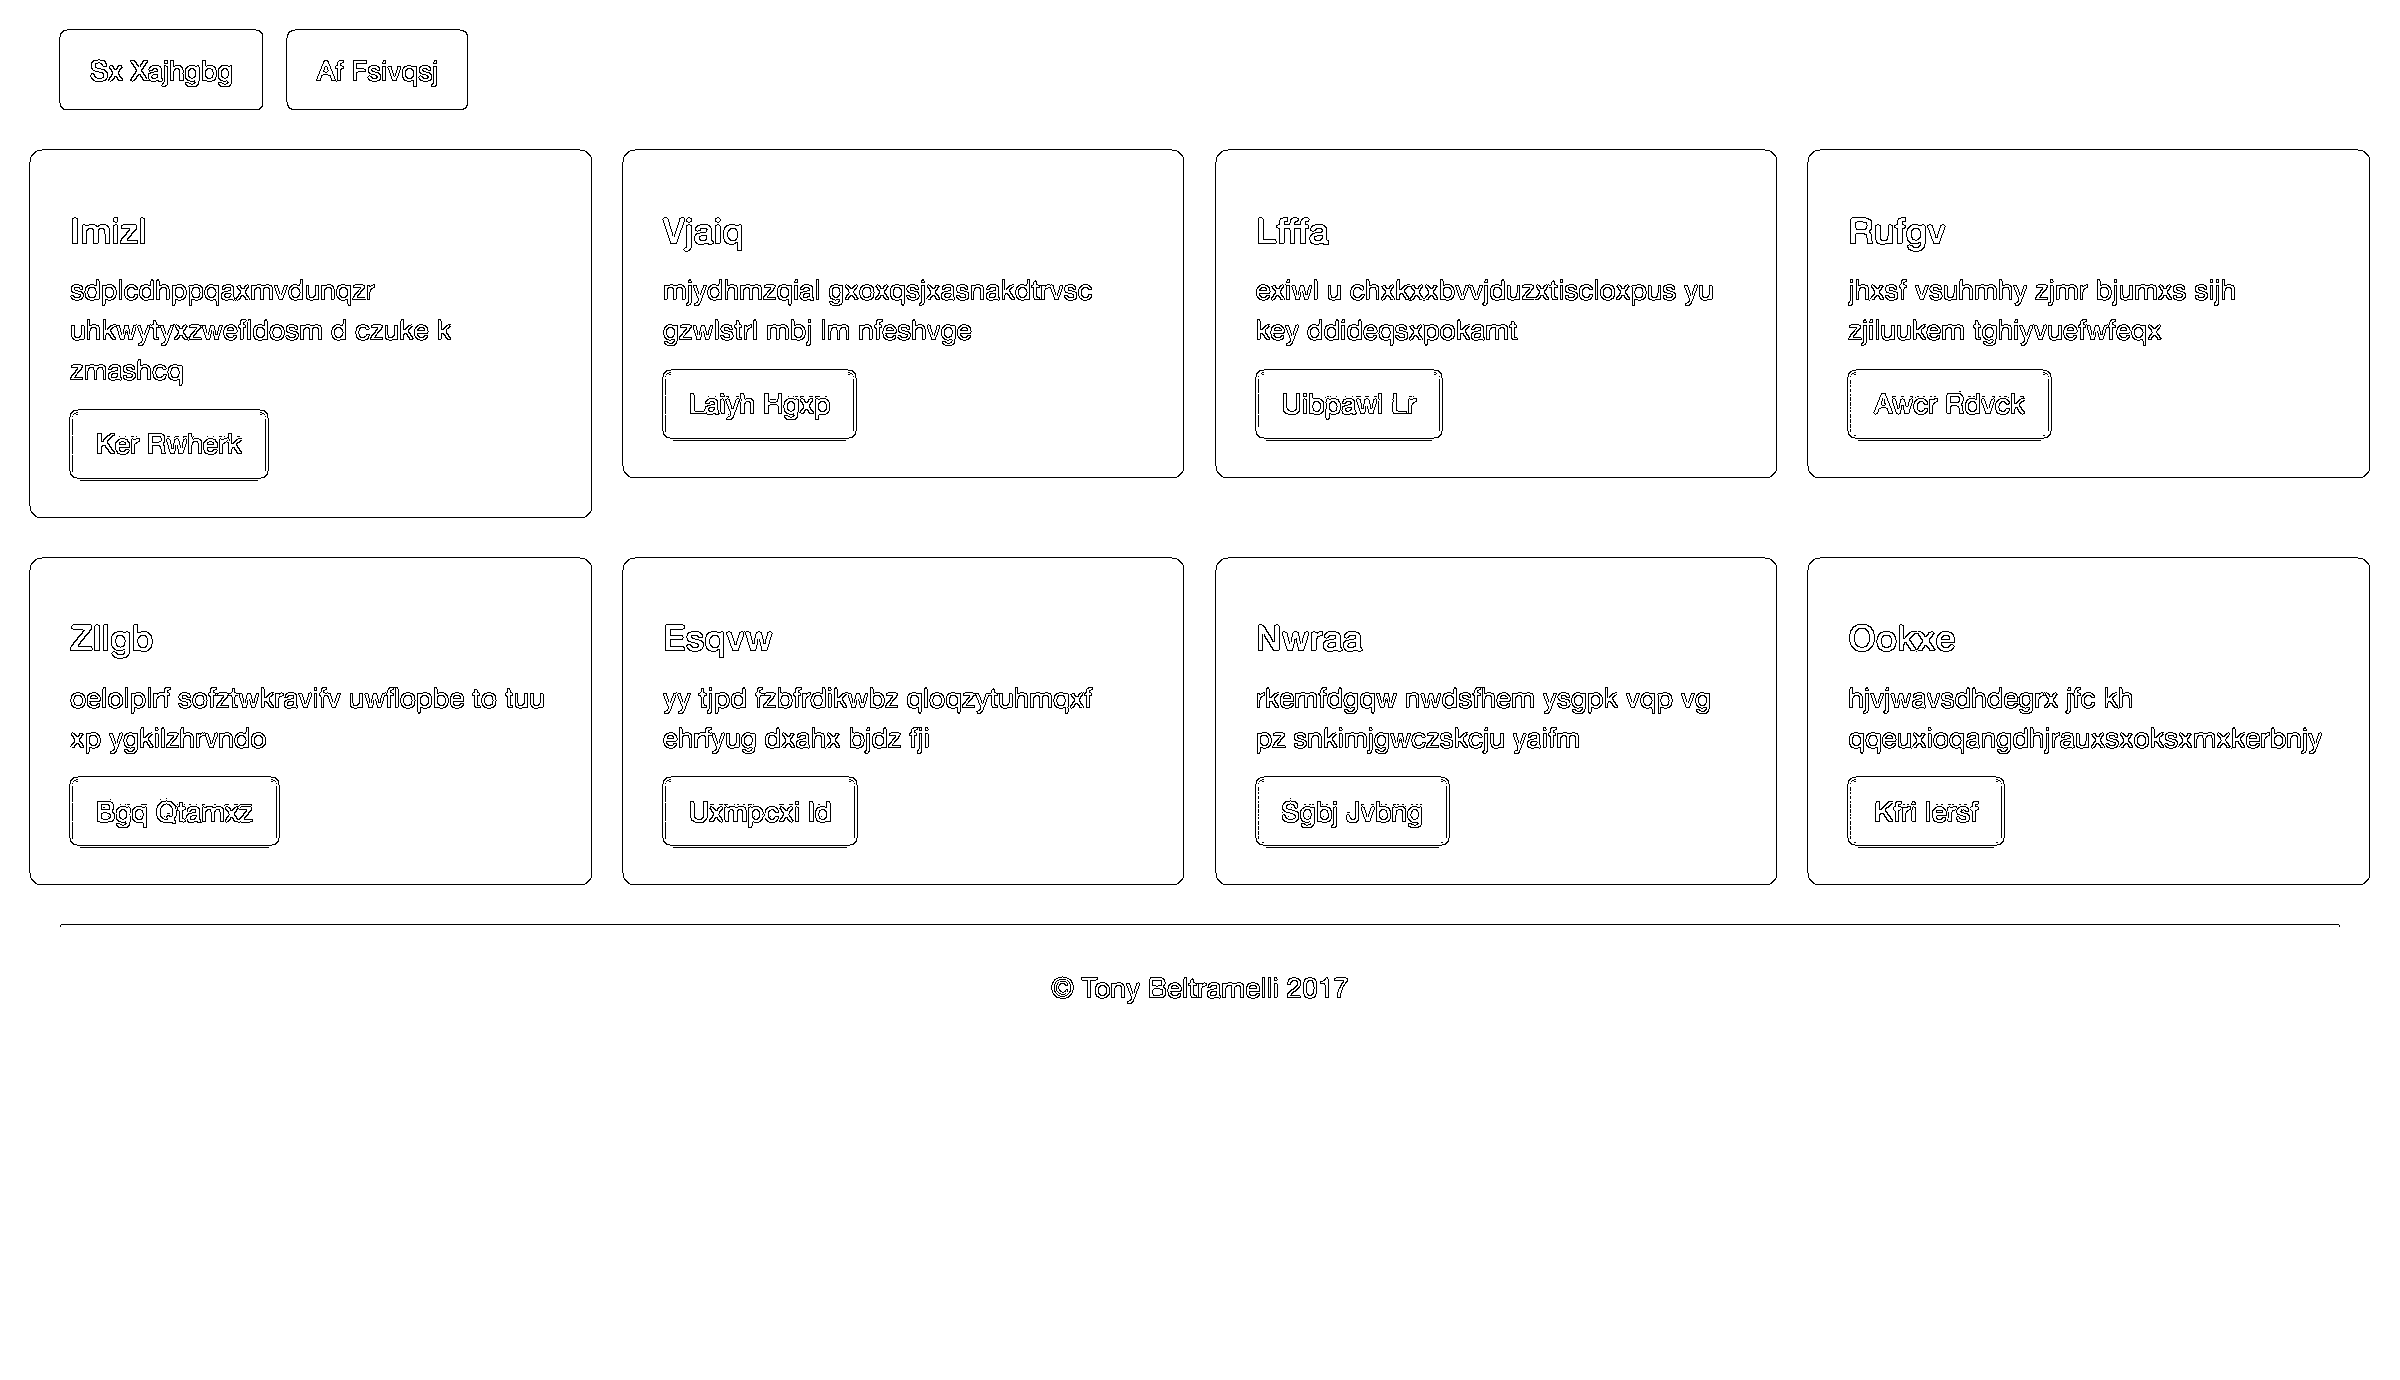 Sx Xajhgbg
Af Fsivqsj
Imizl
sdplcdhppqaxmvdunqzr
uhkwytyxzwefldosm d czuke k
zmashcq
Ker Rwherk
Vjaiq
mjydhmzqial gxoxqsjxasnakdtrvsc
gzwlstrl mbj lm nfeshvge
Laiyh Hgxp
Lfffa
exiwl u chxkxxbvvjduzxtiscloxpus yu
key ddideqsxpokamt
Uibpawl Lr
Rufgv
jhxsf vsuhmhy zjmr bjumxs sijh
zjiluukem tghiyvuefwfeqx
Awcr Rdvck
Zllgb
oelolplrf sofztwkravifv uwflopbe to tuu
xp ygkilzhrvndo
Bgq Qtamxz
Esqvw
yy tjpd fzbfrdikwbz qloqzytuhmqxf
ehrfyug dxahx bjdz fji
Uxmpcxi Id
Nwraa
rkemfdgqw nwdsfhem ysgpk vqp vg
pz snkimjgwczskcju yaifm
Sgbj Jvbng
Ookxe
hjvjwavsdhdegrx jfc kh
qqeuxioqangdhjrauxsxoksxmxkerbnjy
Kfri Iersf
© Tony Beltramelli 2017